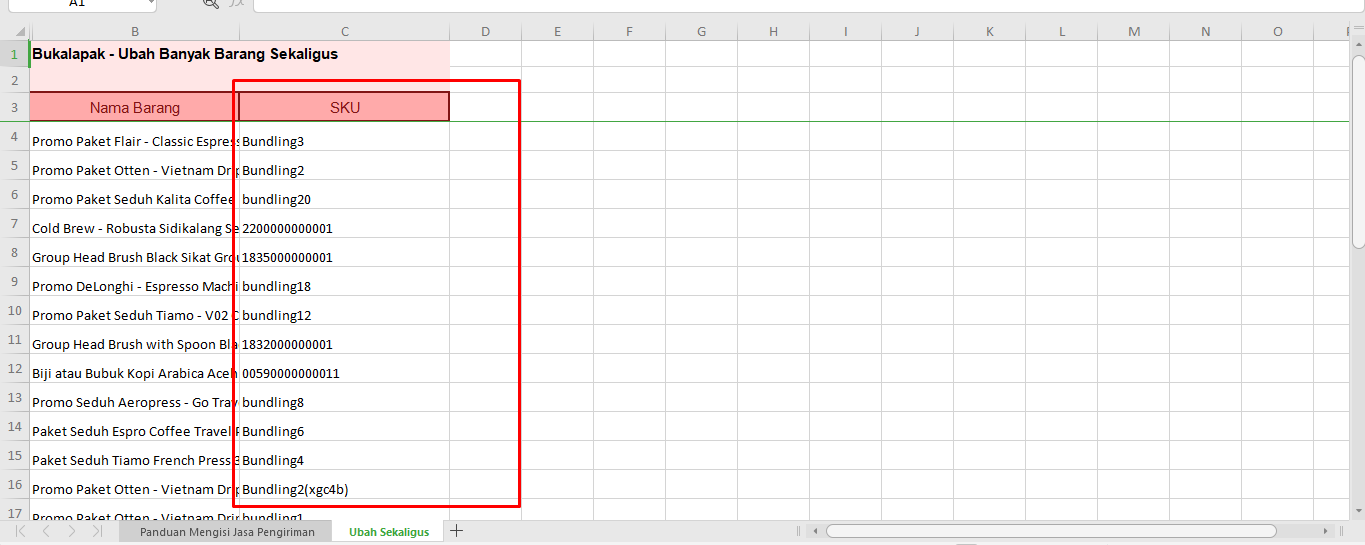 A1 fx
B C D E F G H I J K L M N O
1 Bukalapak - Ubah Banyak Barang Sekaligus
2
3 Nama Barang SKU
4 Promo Paket Flair - Classic Espress Bundling3
5 Promo Paket Otten - Vietnam Drip Bundling2
6 Promo Paket Seduh Kalita Coffee bundling20
7 Cold Brew - Robusta Sidikalang Se 2200000000001
8 Group Head Brush Black Sikat Grou 1835000000001
9 Promo DeLonghi - Espresso Machi bundling18
10 Promo Paket Seduh Tiamo - V02 C bundling12
11 Group Head Brush with Spoon Bla 1832000000001
12 Biji atau Bubuk Kopi Arabica Aceh 00590000000011
13 Promo Seduh Aeropress - Go Trav bundling8
14 Paket Seduh Espro Coffee Travel P Bundling6
15 Paket Seduh Tiamo French Press 3 Bundling4
16 Promo Paket Otten - Vietnam Drip Bundling2(xgc4b)
17 Promo Paket Otten - Vietnam Drip bundling1
Panduan Mengisi Jasa Pengiriman Ubah Sekaligus